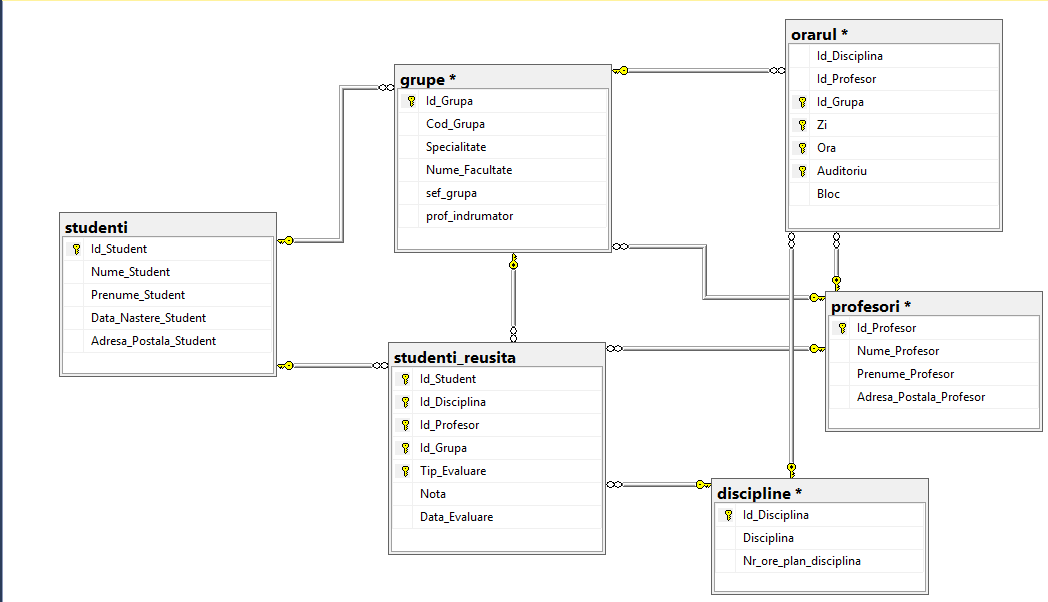 studenti
Id_Student
Nume_Student
Prenume_Student
Data_Nastere_Student
Adresa_Postala_Student
grupe *
Id_Grupa
Cod_Grupa
Specialitate
Nume_Facultate
sef_grupa
prof_indrumator
orarul *
Id_Disciplina
Id_Profesor
Id_Grupa
Zi
Ora
Auditoriu
Bloc
studenti_reusita
Id_Student
Id_Disciplina
Id_Profesor
Id_Grupa
Tip_Evaluare
Nota
Data_Evaluare
profesori *
Id_Profesor
Nume_Profesor
Prenume_Profesor
Adresa_Postala_Profesor
discipline *
Id_Disciplina
Disciplina
Nr_ore_plan_disciplina